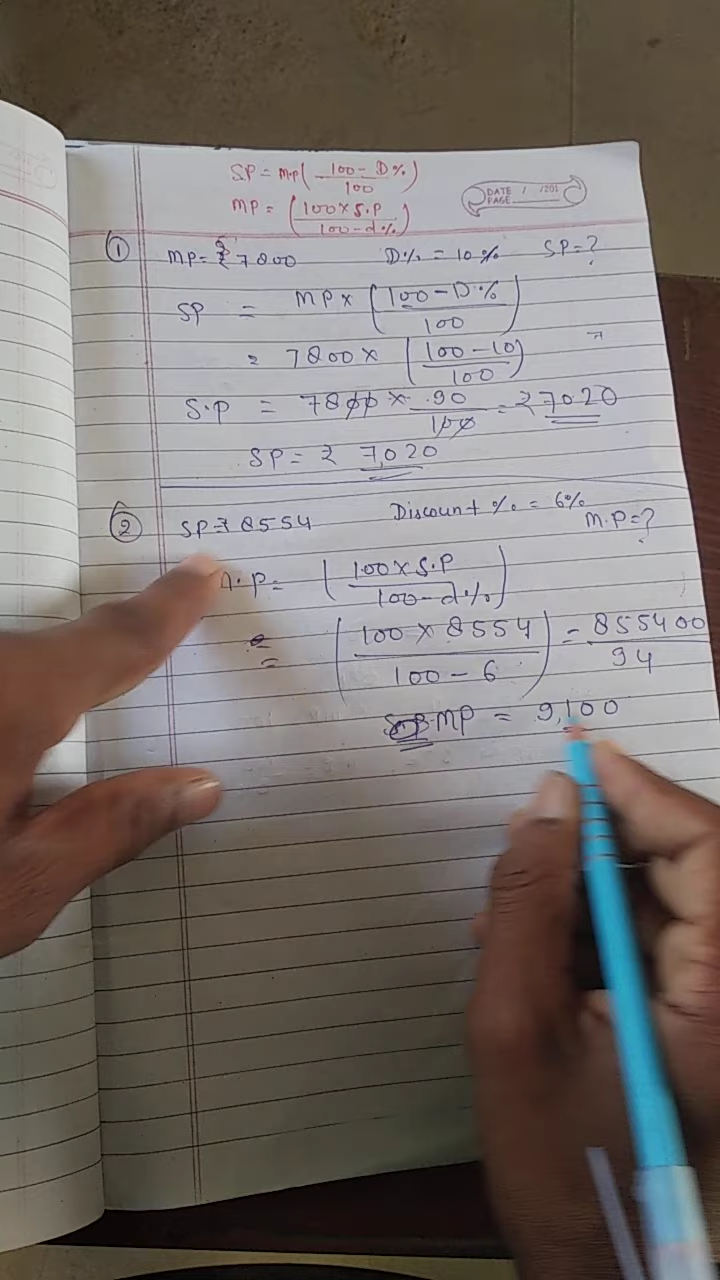 SP = M.P ( 100 - D% / 100 )
MP = ( 100 x S.P / 100 - d% )
DATE / /201
PAGE
① MP = ₹ 7800 D% = 10% SP = ?
SP = MP x ( 100 - D% / 100 )
= 7800 x ( 100 - 10 / 100 )
S.P = 7800 x 90 / 100 = ₹ 7020
SP = ₹ 7,020
② SP = ₹ 8554 Discount % = 6% M.P = ?
M.P = ( 100 x S.P / 100 - d% )
= ( 100 x 8554 / 100 - 6 ) = 855400 / 94
MP = 9,100